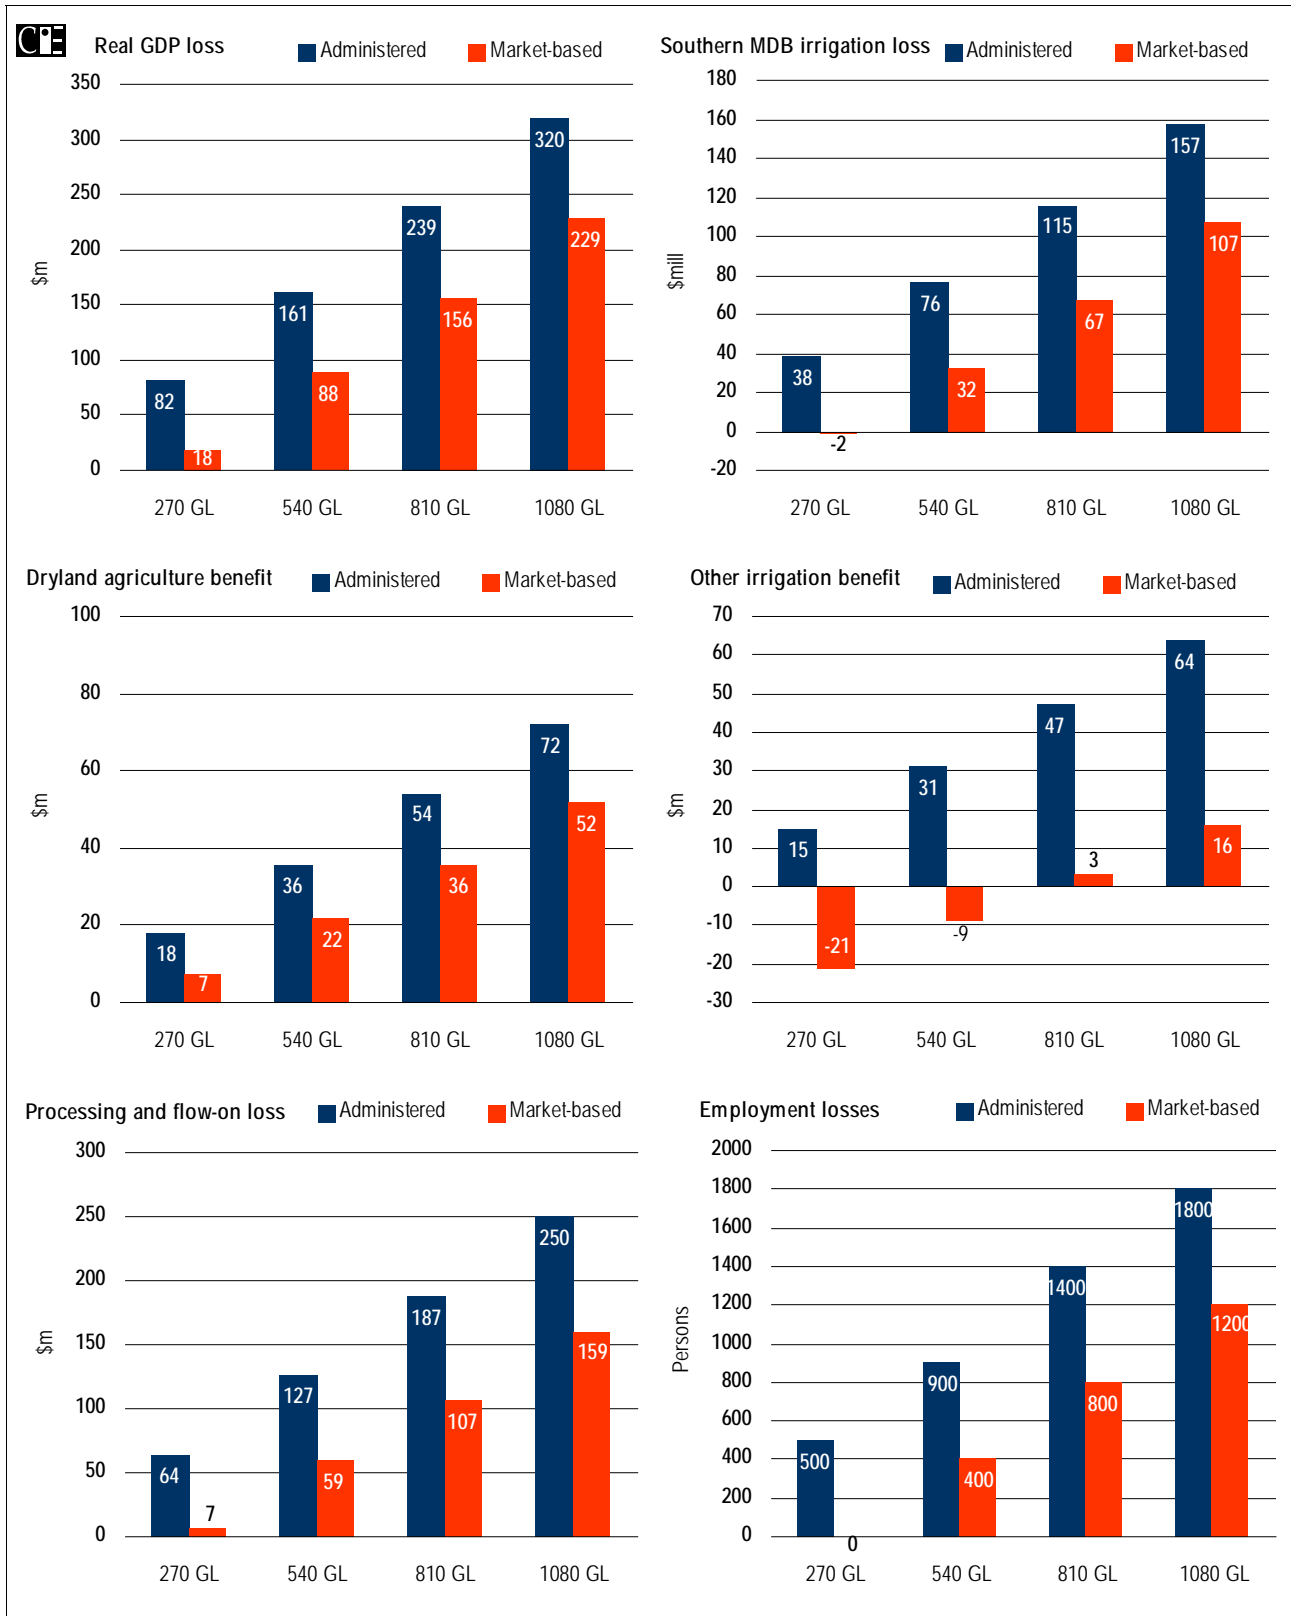 CIE
Real GDP loss Administered Market-based
350
300
250
200
150
100
50
0
$m
82 18 161 88 239 156 320 229
270 GL 540 GL 810 GL 1080 GL
Southern MDB irrigation loss Administered Market-based
180
160
140
120
100
80
60
40
20
0
-20
$mill
38 -2 76 32 115 67 157 107
270 GL 540 GL 810 GL 1080 GL
Dryland agriculture benefit Administered Market-based
100
80
60
40
20
0
$m
18 7 36 22 54 36 72 52
270 GL 540 GL 810 GL 1080 GL
Other irrigation benefit Administered Market-based
70
60
50
40
30
20
10
0
-10
-20
-30
$m
15 -21 31 -9 47 3 64 16
270 GL 540 GL 810 GL 1080 GL
Processing and flow-on loss Administered Market-based
300
250
200
150
100
50
0
$m
64 7 127 59 187 107 250 159
270 GL 540 GL 810 GL 1080 GL
Employment losses Administered Market-based
2000
1800
1600
1400
1200
1000
800
600
400
200
0
Persons
500 0 900 400 1400 800 1800 1200
270 GL 540 GL 810 GL 1080 GL